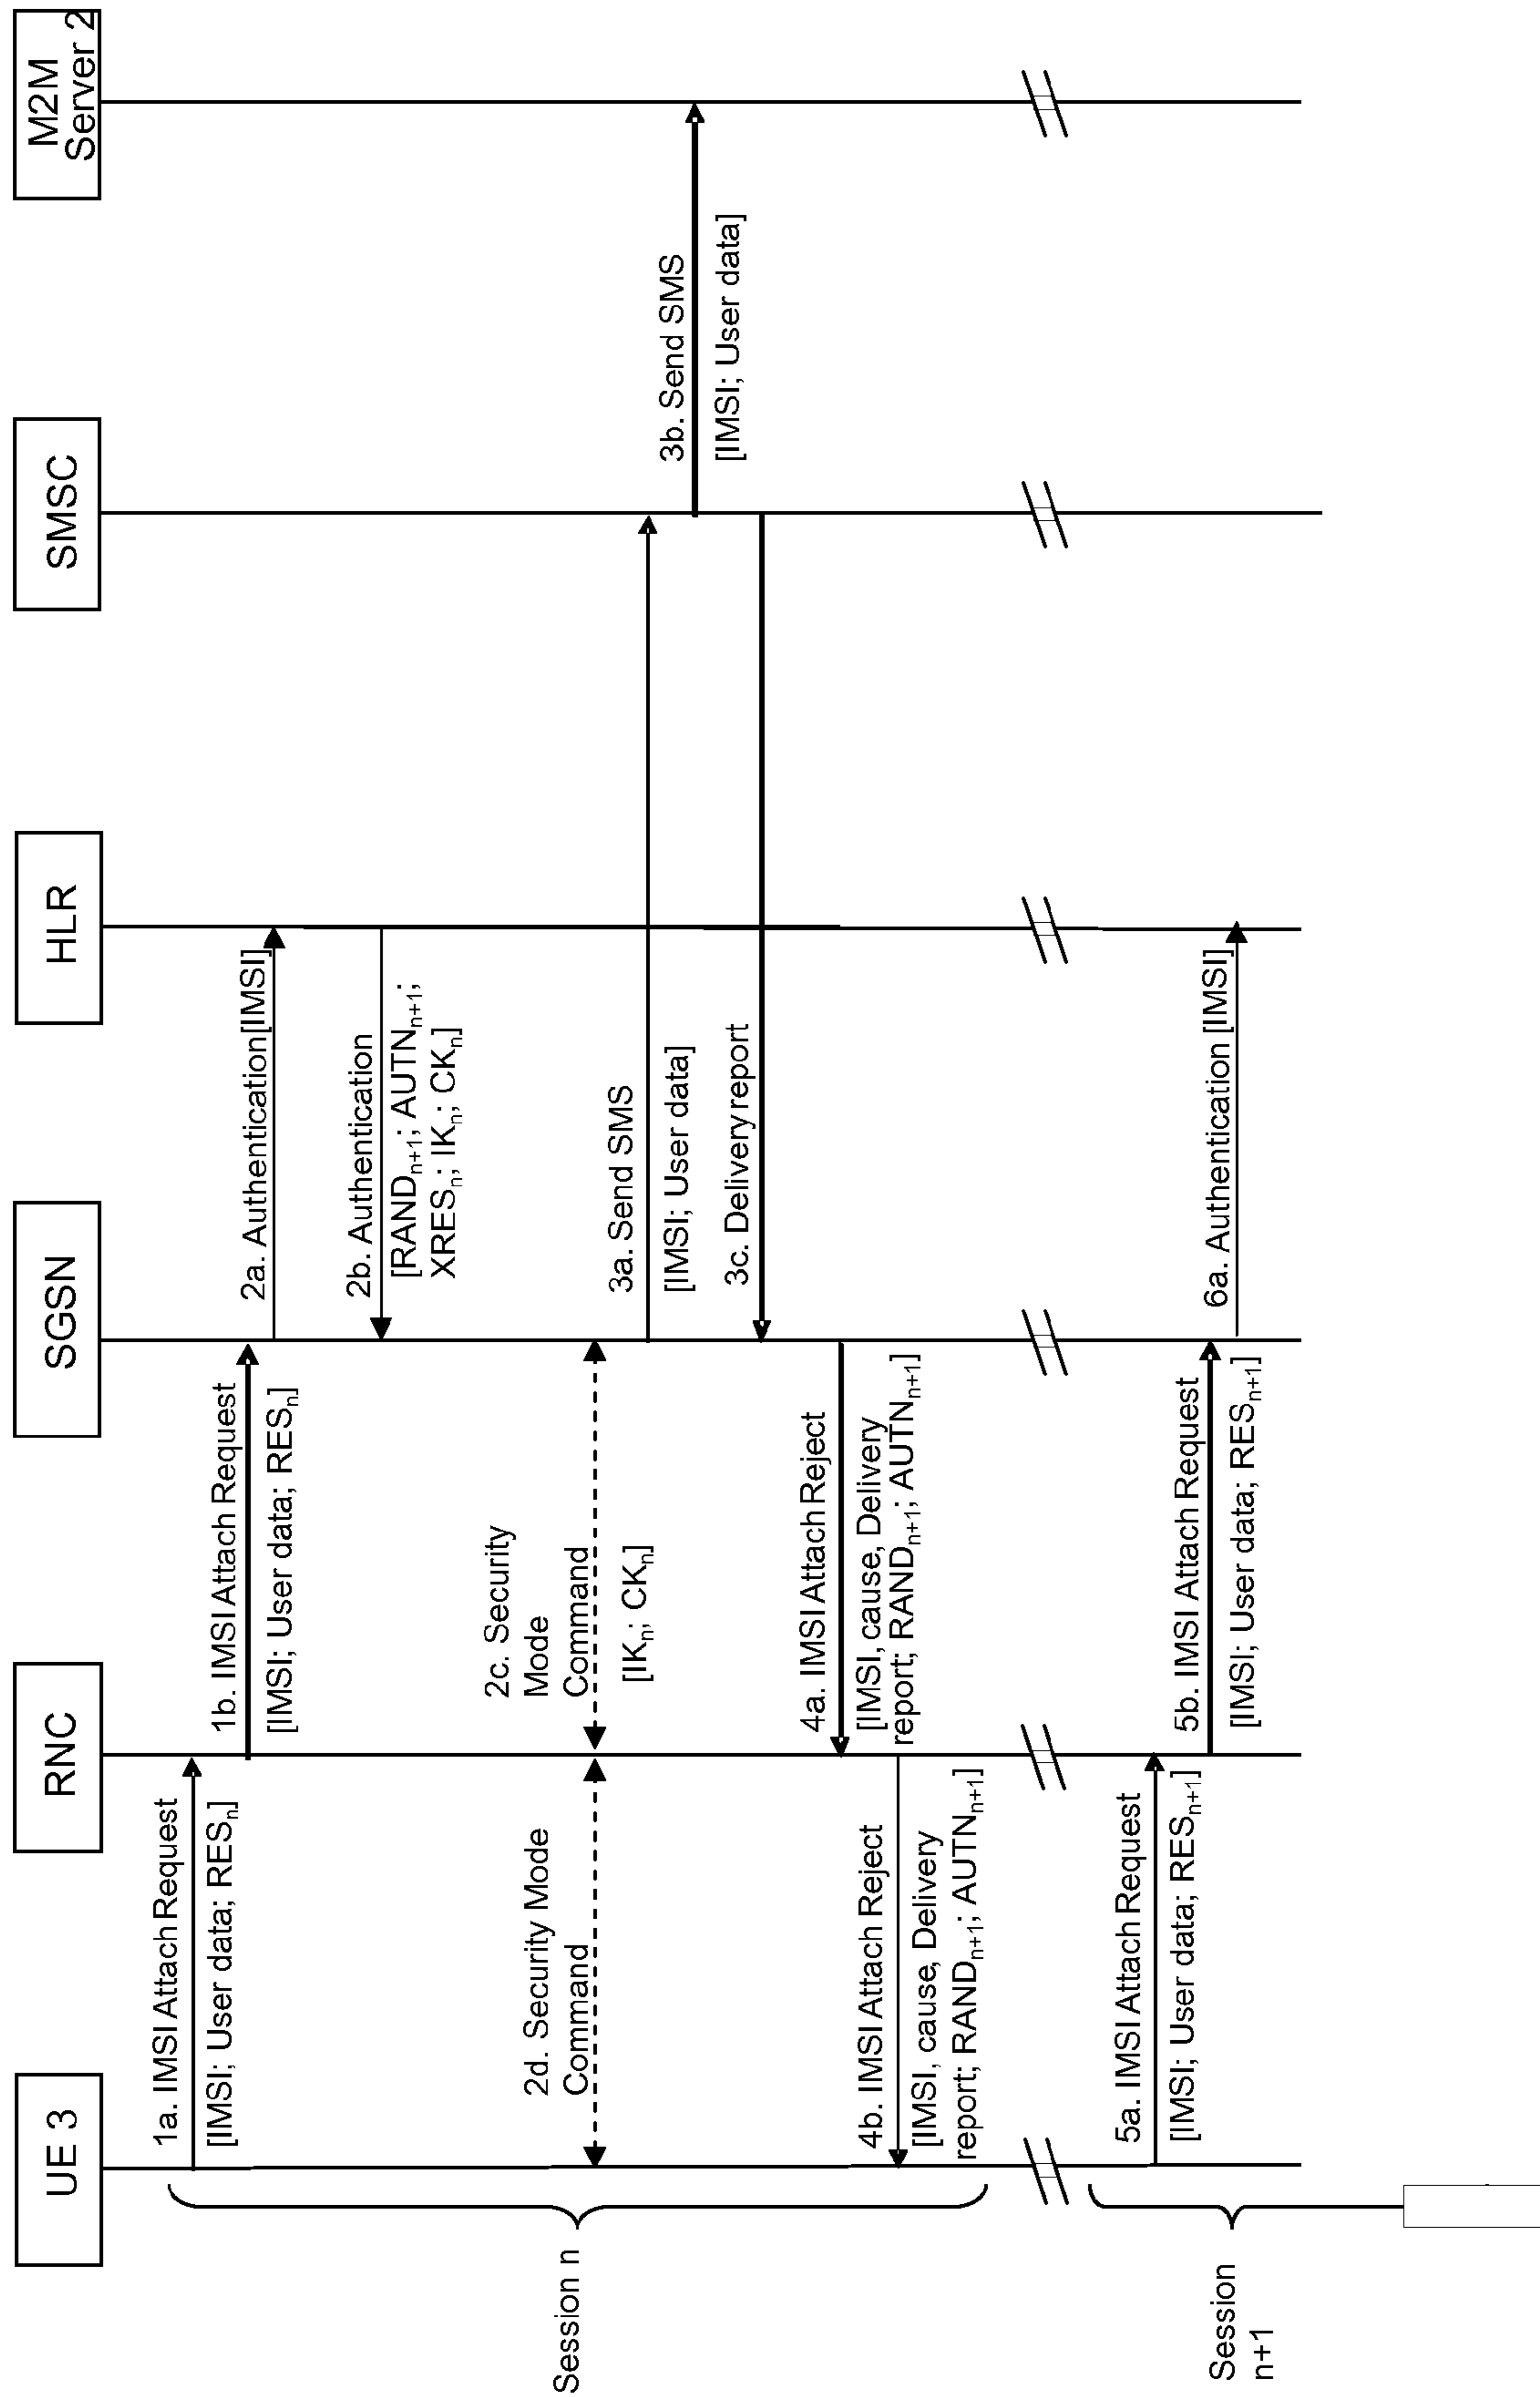 UE 3
RNC
SGSN
HLR
SMSC
M2M
Server 2
1a. IMSI Attach Request
[IMSI; User data; RESn]
1b. IMSI Attach Request
[IMSI; User data; RESn]
2a. Authentication[IMSI]
2b. Authentication
[RANDn+1; AUTNn+1;
XRESn; IKn; CKn]
2c. Security
Mode
Command
[IKn; CKn]
2d. Security Mode
Command
3a. Send SMS
[IMSI; User data]
3b. Send SMS
[IMSI; User data]
3c. Delivery report
4a. IMSI Attach Reject
[IMSI, cause, Delivery
report; RANDn+1; AUTNn+1]
4b. IMSI Attach Reject
[IMSI, cause, Delivery
report; RANDn+1; AUTNn+1]
5a. IMSI Attach Request
[IMSI; User data; RESn+1]
5b. IMSI Attach Request
[IMSI; User data; RESn+1]
6a. Authentication [IMSI]
Session n
Session
n+1